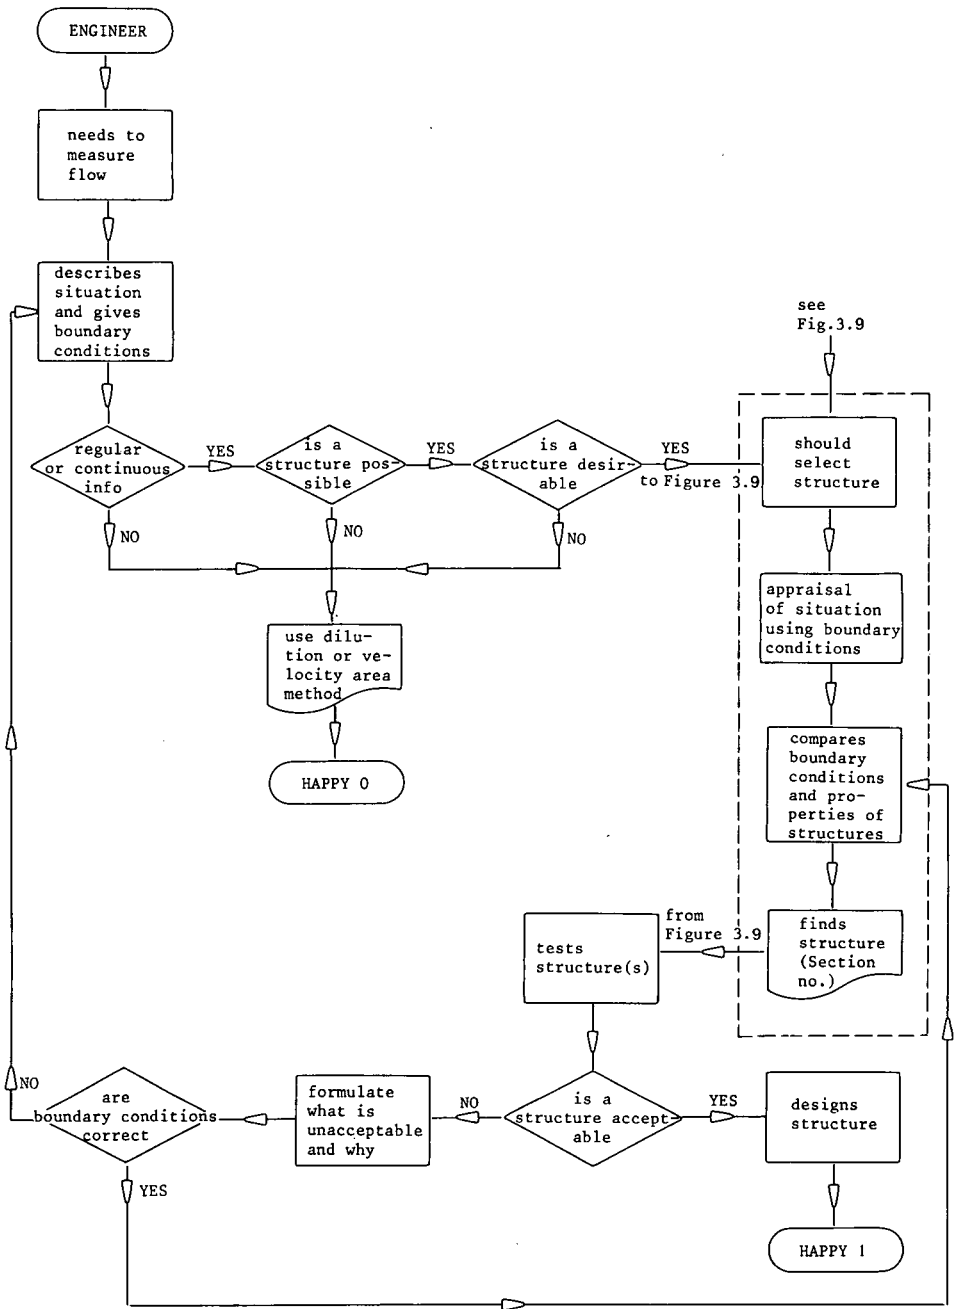 ENGINEER
needs to
measure
flow
describes
situation
and gives
boundary
conditions
see
Fig.3.9
regular
or continuous
info
YES
is a
structure pos-
sible
YES
is a
structure desir-
able
YES
to Figure 3.9
should
select
structure
NO
NO
NO
appraisal
of situation
using boundary
conditions
use dilu-
tion or ve-
locity area
method
HAPPY 0
compares
boundary
conditions
and pro-
perties of
structures
finds
structure
(Section
no.)
from
Figure 3.9
tests
structure(s)
is a
structure accept-
able
YES
designs
structure
HAPPY 1
NO
formulate
what is
unacceptable
and why
are
boundary conditions
correct
NO
YES